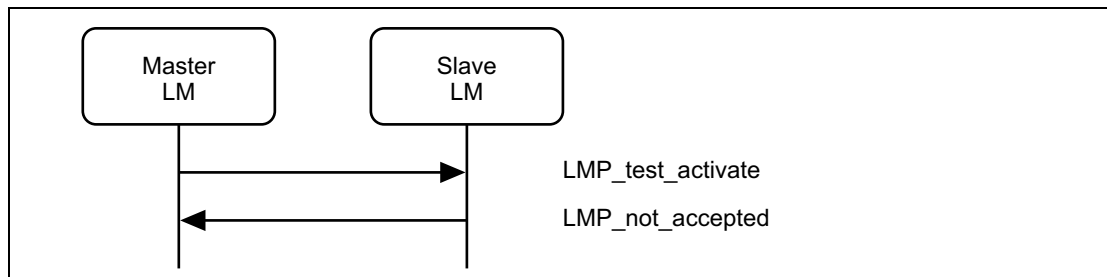 Master
LM
Slave
LM
LMP_test_activate
LMP_not_accepted